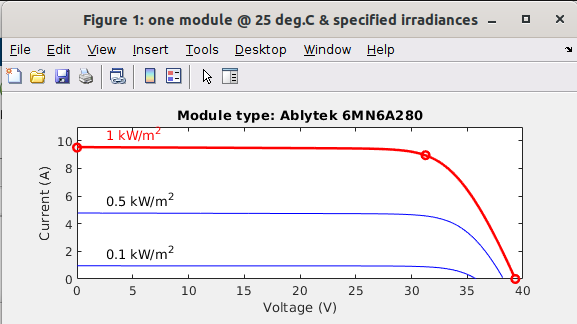 Figure 1: one module @ 25 deg.C & specified irradiances
File Edit View Insert Tools Desktop Window Help
Module type: Ablytek 6MN6A280
1 kW/m²
0.5 kW/m²
0.1 kW/m²
Current (A)
10
8
6
4
2
0
0 5 10 15 20 25 30 35 40
Voltage (V)